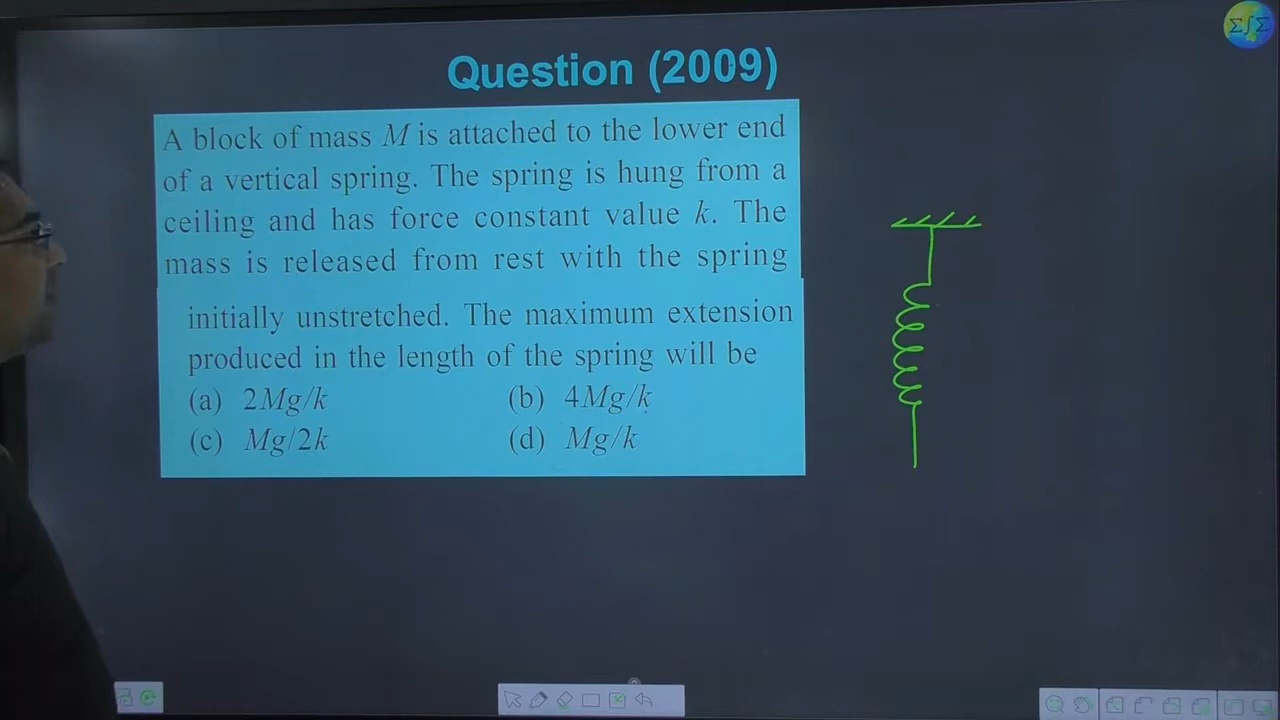 ΣʃΣ
Question (2009)
A block of mass M is attached to the lower end
of a vertical spring. The spring is hung from a
ceiling and has force constant value k. The
mass is released from rest with the spring
initially unstretched. The maximum extension
produced in the length of the spring will be
(a) 2Mg/k (b) 4Mg/k
(c) Mg/2k (d) Mg/k